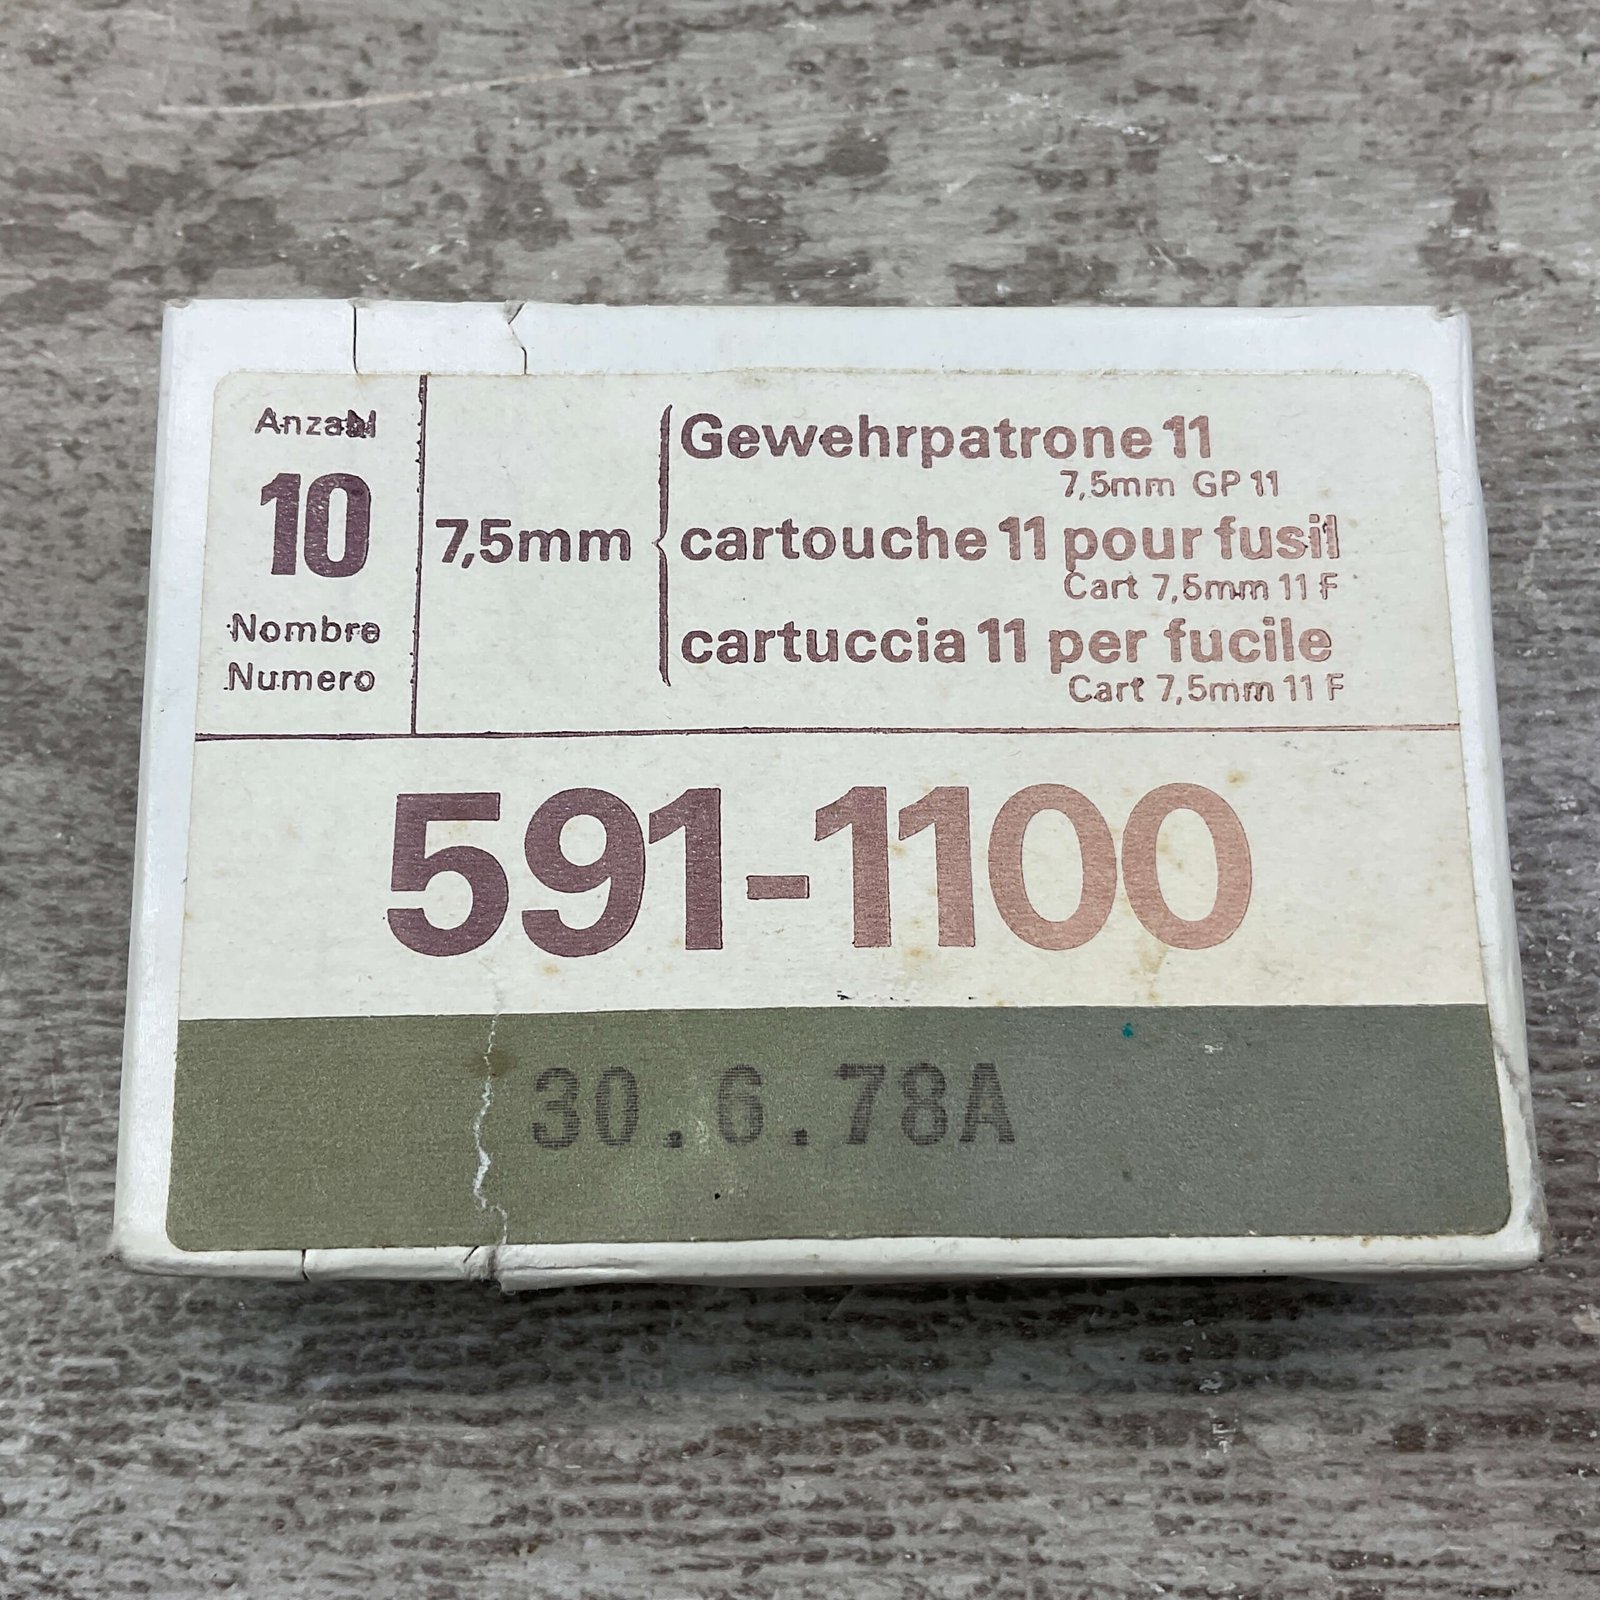 Anzahl
10
Nombre
Numero
7,5mm
Gewehrpatrone 11
7,5mm GP 11
cartouche 11 pour fusil
Cart 7,5mm 11 F
cartuccia 11 per fucile
Cart 7,5mm 11 F
591-1100
30.6.78A